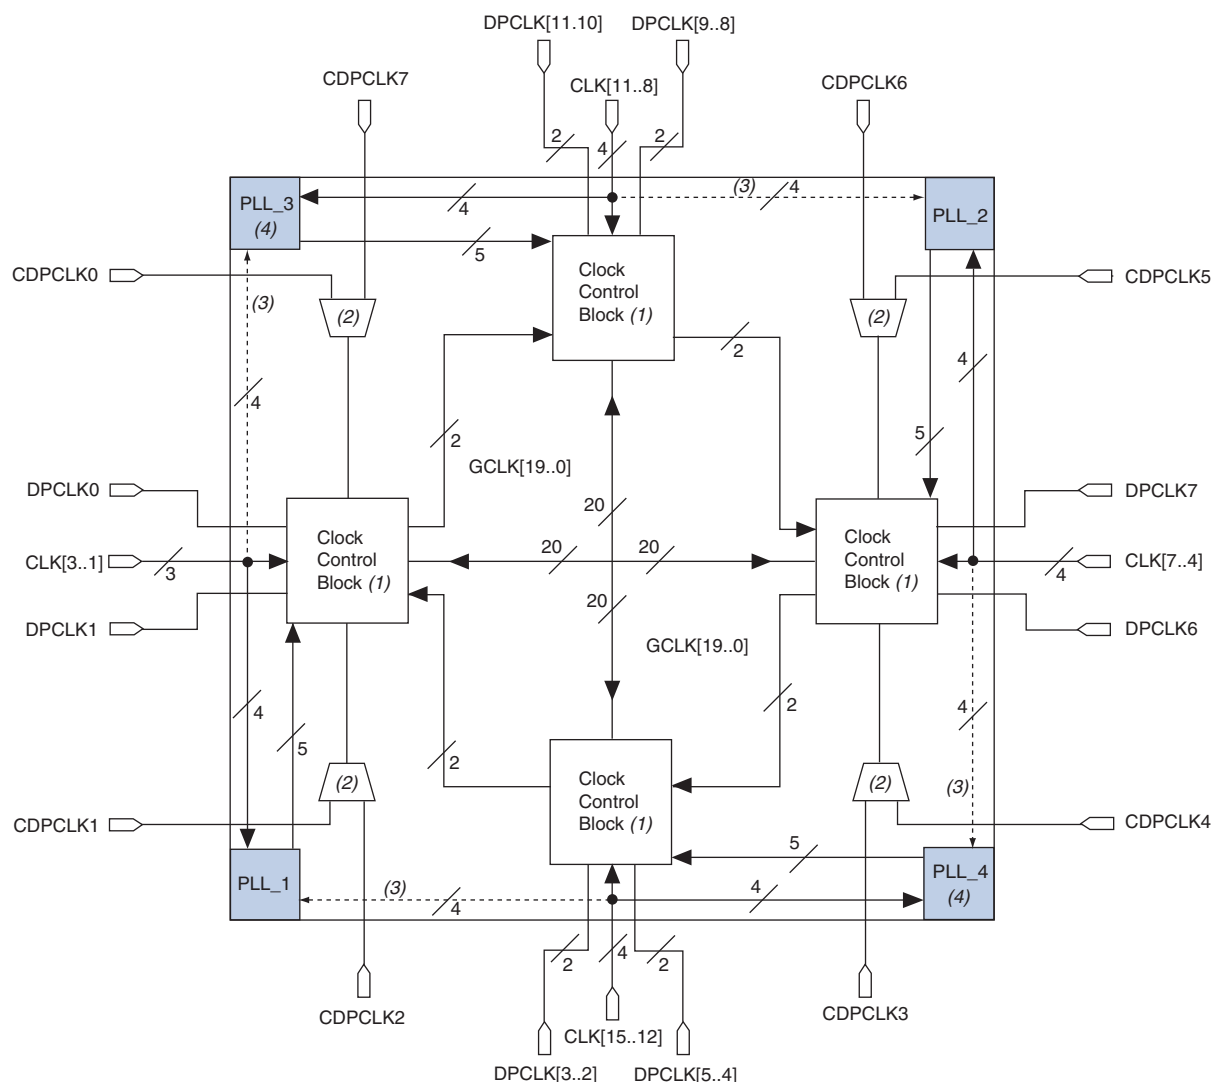 DPCLK[11.10]
DPCLK[9..8]
CDPCLK7
CLK[11..8]
CDPCLK6
2
4
2
PLL_3
(4)
4
(3)
4
PLL_2
5
CDPCLK0
(3)
(2)
Clock
Control
Block (1)
(2)
CDPCLK5
2
4
4
2
5
GCLK[19..0]
DPCLK0
20
DPCLK7
CLK[3..1]
3
Clock
Control
Block (1)
20
20
Clock
Control
Block (1)
4
CLK[7..4]
20
DPCLK1
DPCLK6
GCLK[19..0]
4
5
2
2
4
(2)
Clock
Control
Block (1)
(2)
(3)
CDPCLK1
CDPCLK4
5
PLL_1
(3)
4
4
PLL_4
(4)
2
4
2
CDPCLK2
CLK[15..12]
CDPCLK3
DPCLK[3..2]
DPCLK[5..4]